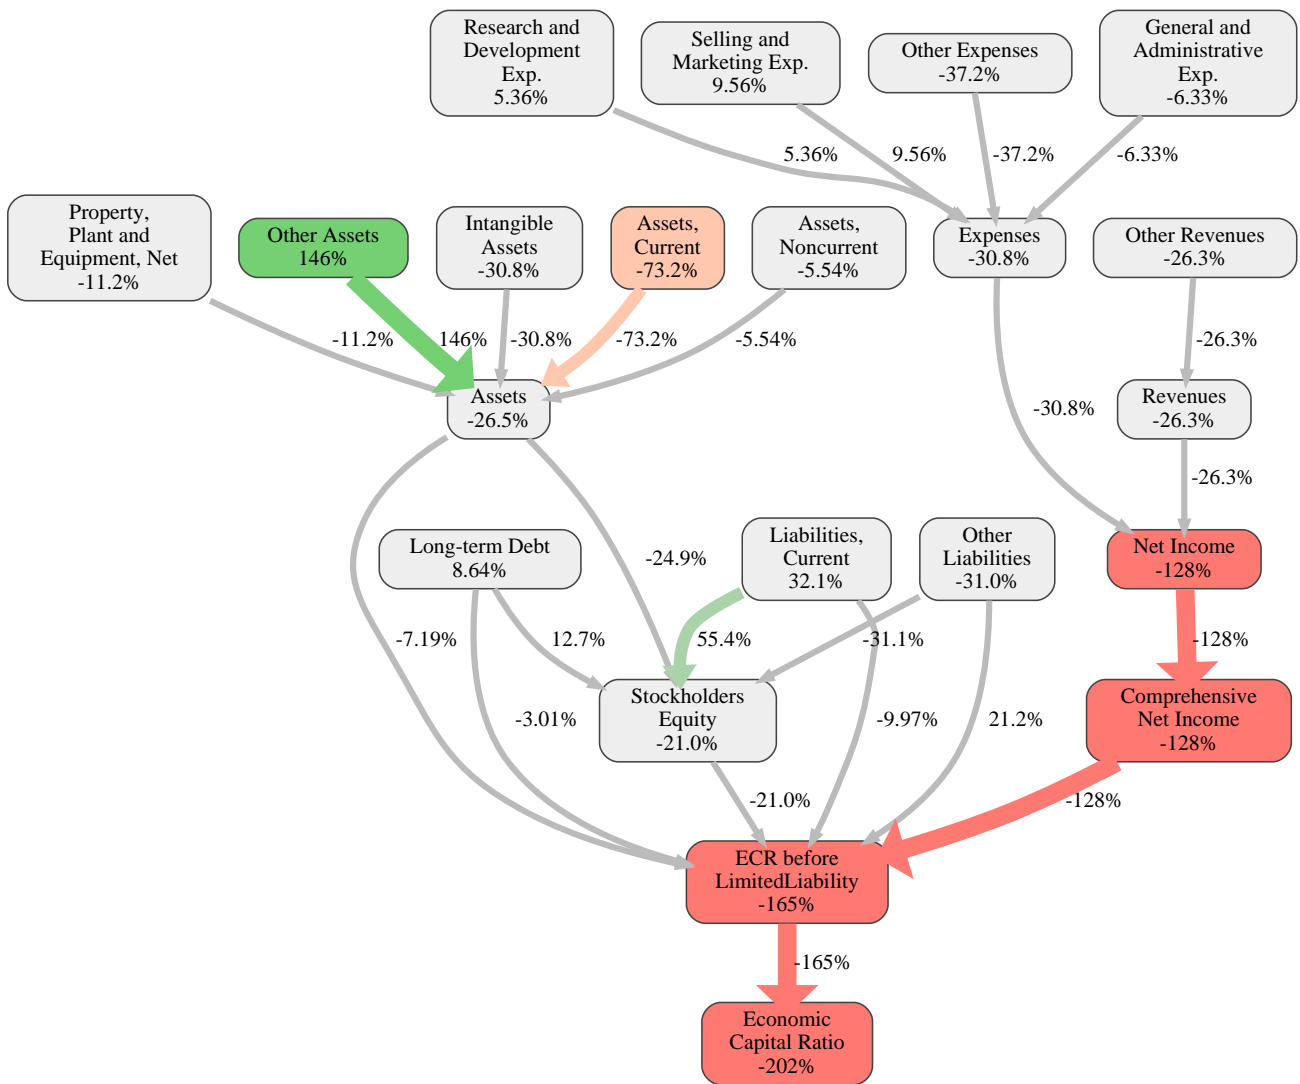 Research and
Development
Exp.
5.36%
Selling and
Marketing Exp.
9.56%
Other Expenses
-37.2%
General and
Administrative
Exp.
-6.33%
5.36%
9.56%
-37.2%
-6.33%
Property,
Plant and
Equipment, Net
-11.2%
Other Assets
146%
Intangible
Assets
-30.8%
Assets,
Current
-73.2%
Assets,
Noncurrent
-5.54%
Expenses
-30.8%
Other Revenues
-26.3%
-11.2%
146%
-30.8%
-73.2%
-5.54%
-26.3%
Assets
-26.5%
-30.8%
Revenues
-26.3%
-26.3%
Long-term Debt
8.64%
-24.9%
Liabilities,
Current
32.1%
Other
Liabilities
-31.0%
Net Income
-128%
-7.19%
12.7%
55.4%
-31.1%
-128%
Stockholders
Equity
-21.0%
-3.01%
-9.97%
21.2%
Comprehensive
Net Income
-128%
-21.0%
-128%
ECR before
LimitedLiability
-165%
-165%
Economic
Capital Ratio
-202%